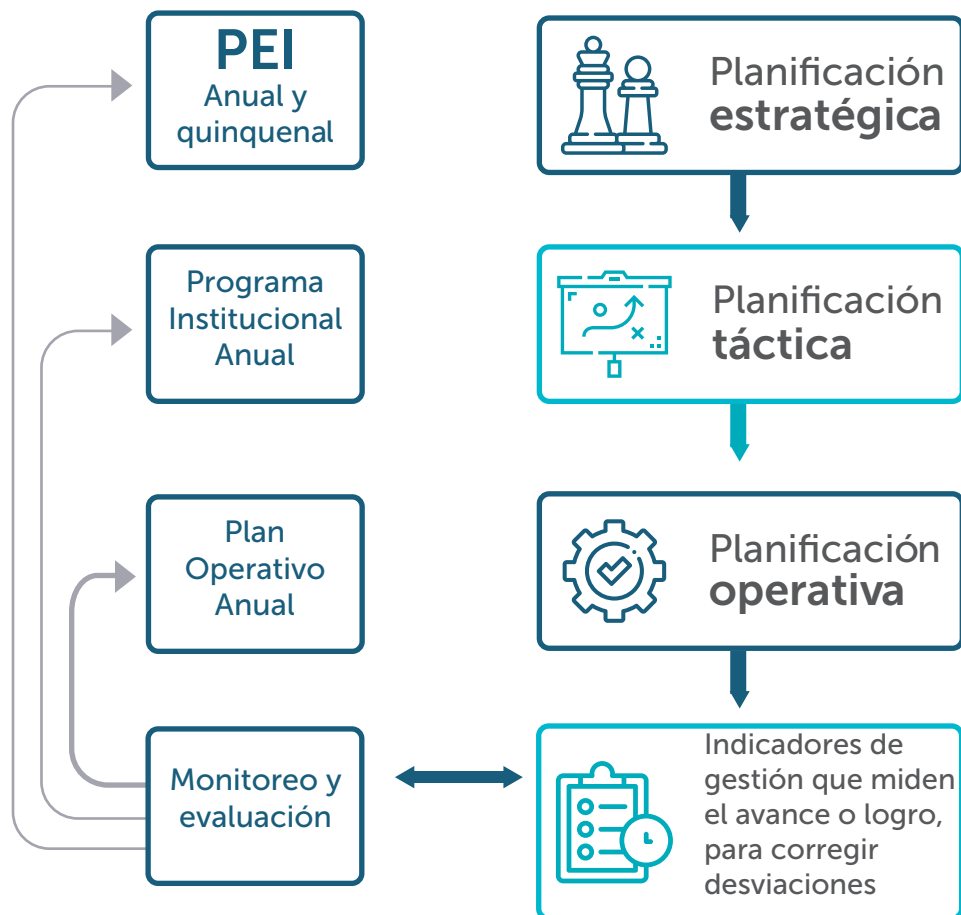 PEI
Anual y
quinquenal
Planificación
estratégica
Programa
Institucional
Anual
Planificación
táctica
Plan
Operativo
Anual
Planificación
operativa
Monitoreo y
evaluación
Indicadores de
gestión que miden
el avance o logro,
para corregir
desviaciones